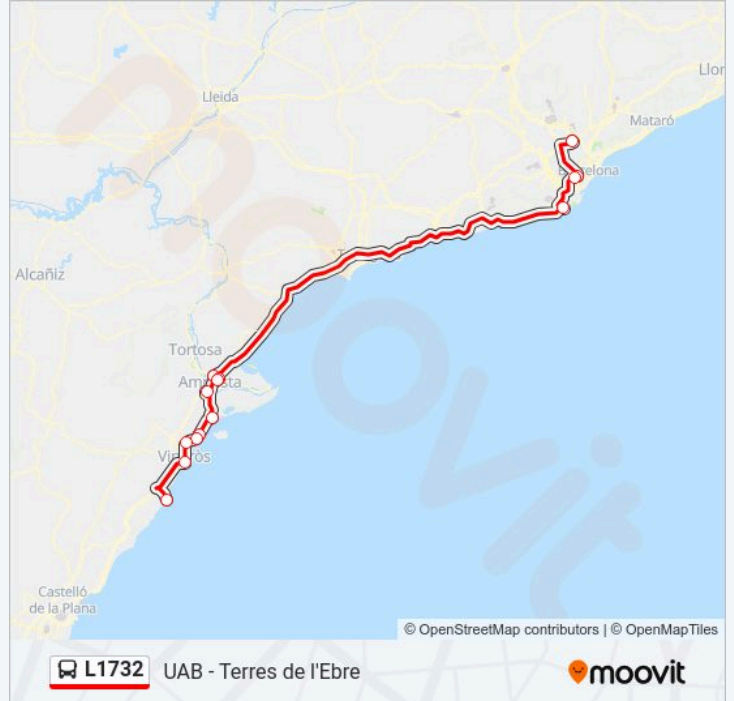 Llor
Lleida
Mataró
Barcelona
Alcañiz
Tortosa
Amposta
Vinaròs
Castelló
de la Plana
© OpenStreetMap contributors | © OpenMapTiles
L1732
UAB - Terres de l'Ebre
moovit
moovit